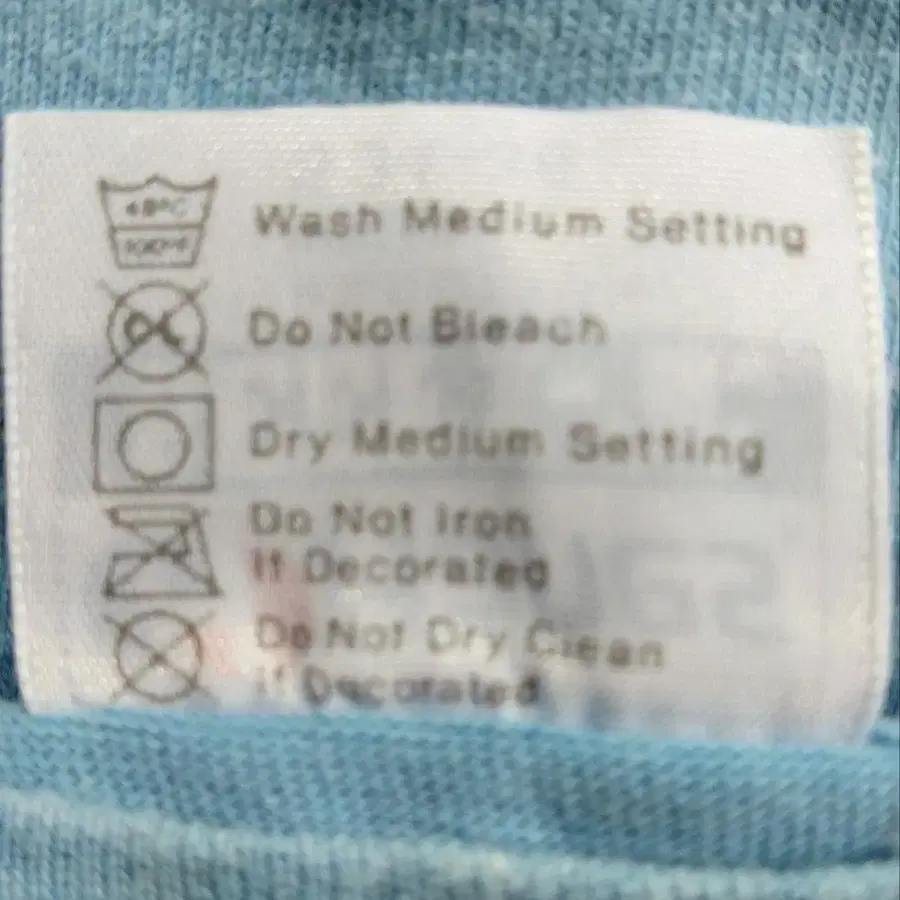 Wash Medium Setting
Do Not Bleach
Dry Medium Setting
Do Not Iron
If Decorated
Do Not Dry Clean
If Decorated